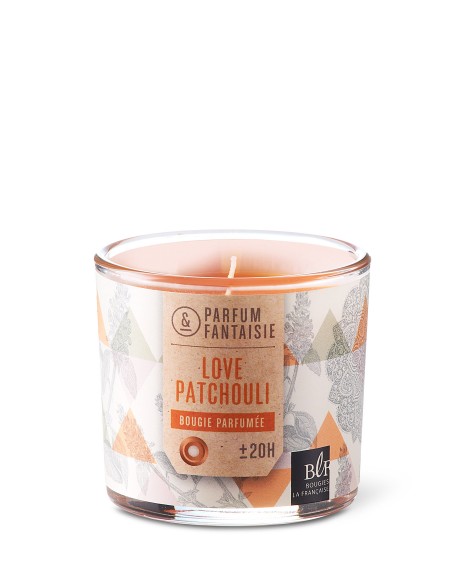 & PARFUM
FANTAISIE
LOVE
PATCHOULI
BOUGIE PARFUMÉE
±20H
BLF
BOUGIES
LA FRANÇAISE